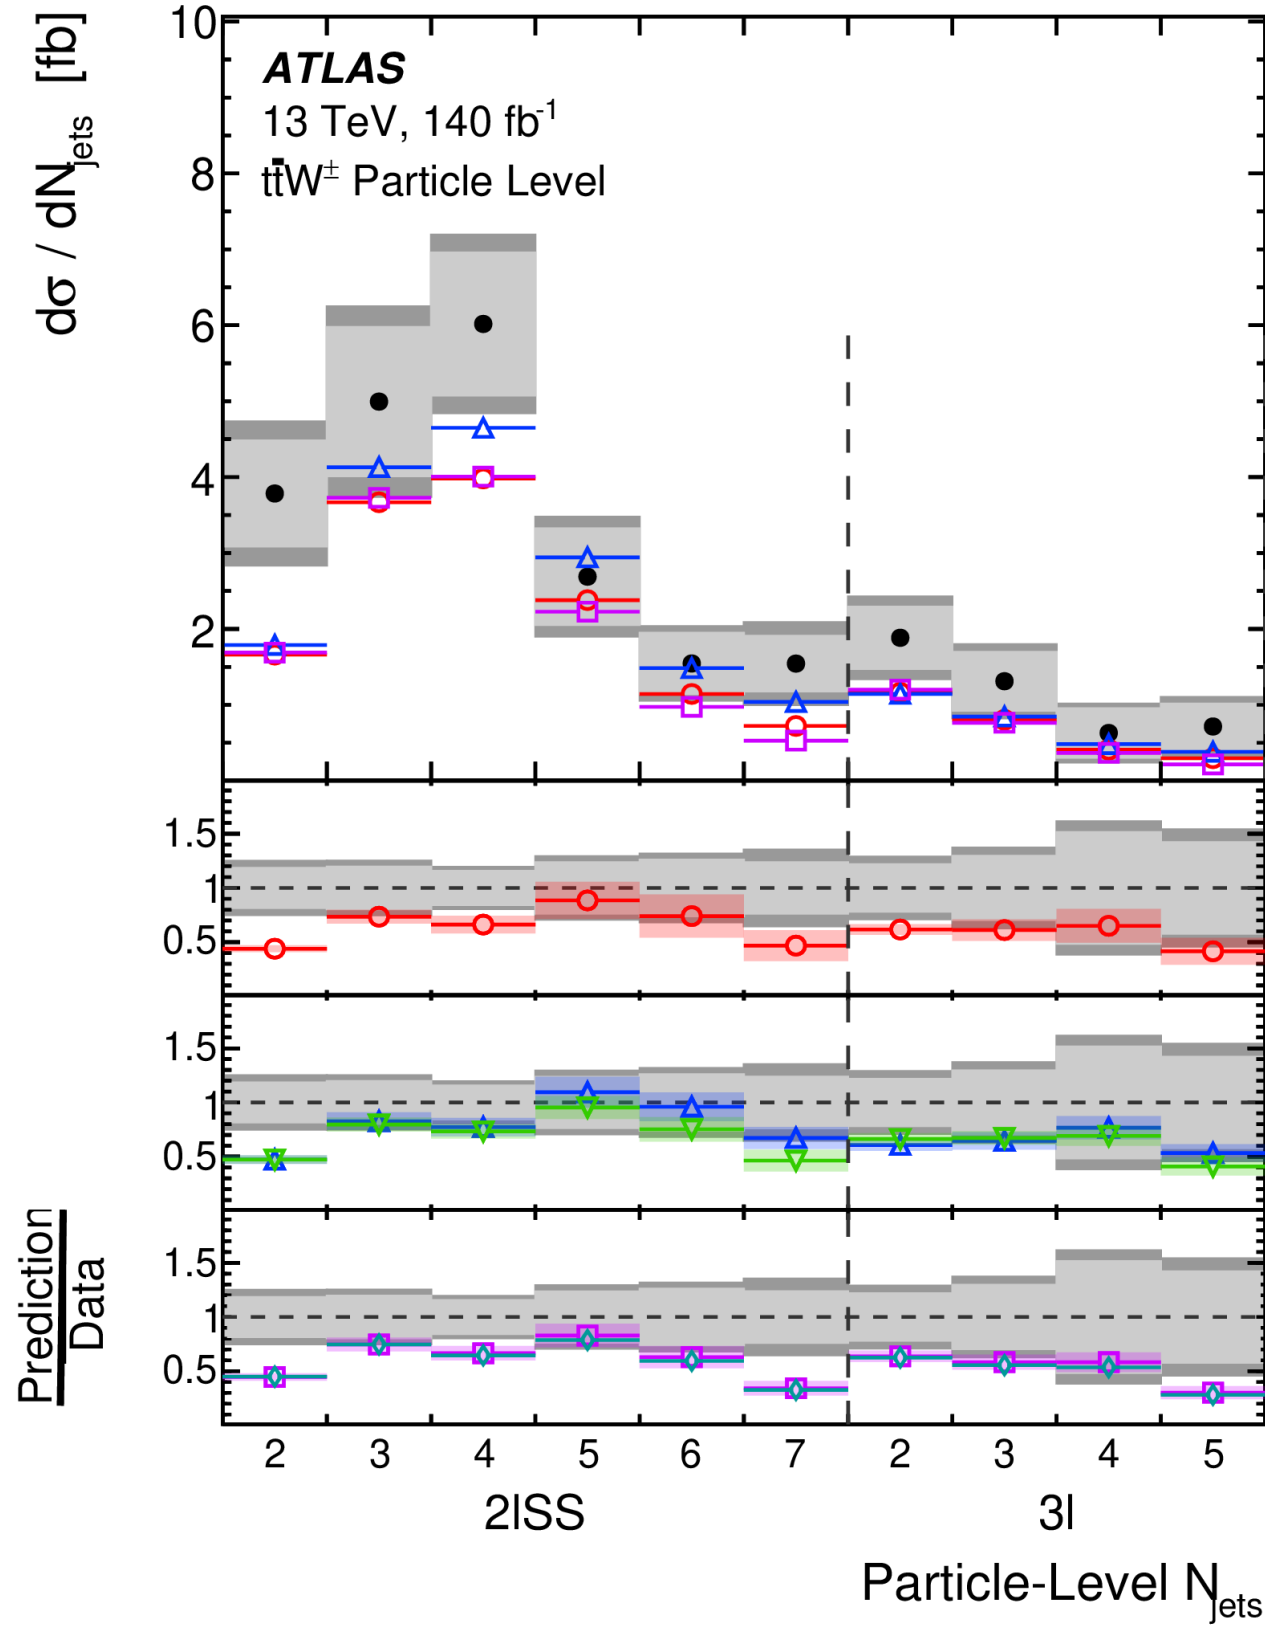 dσ / dN_jets [fb]
10
8
6
4
2
ATLAS
13 TeV, 140 fb⁻¹
tt̄W± Particle Level
1.5
1
0.5
1.5
1
0.5
1.5
1
0.5
Prediction
Data
2 3 4 5 6 7 2 3 4 5
2lSS 3l
Particle-Level N_jets